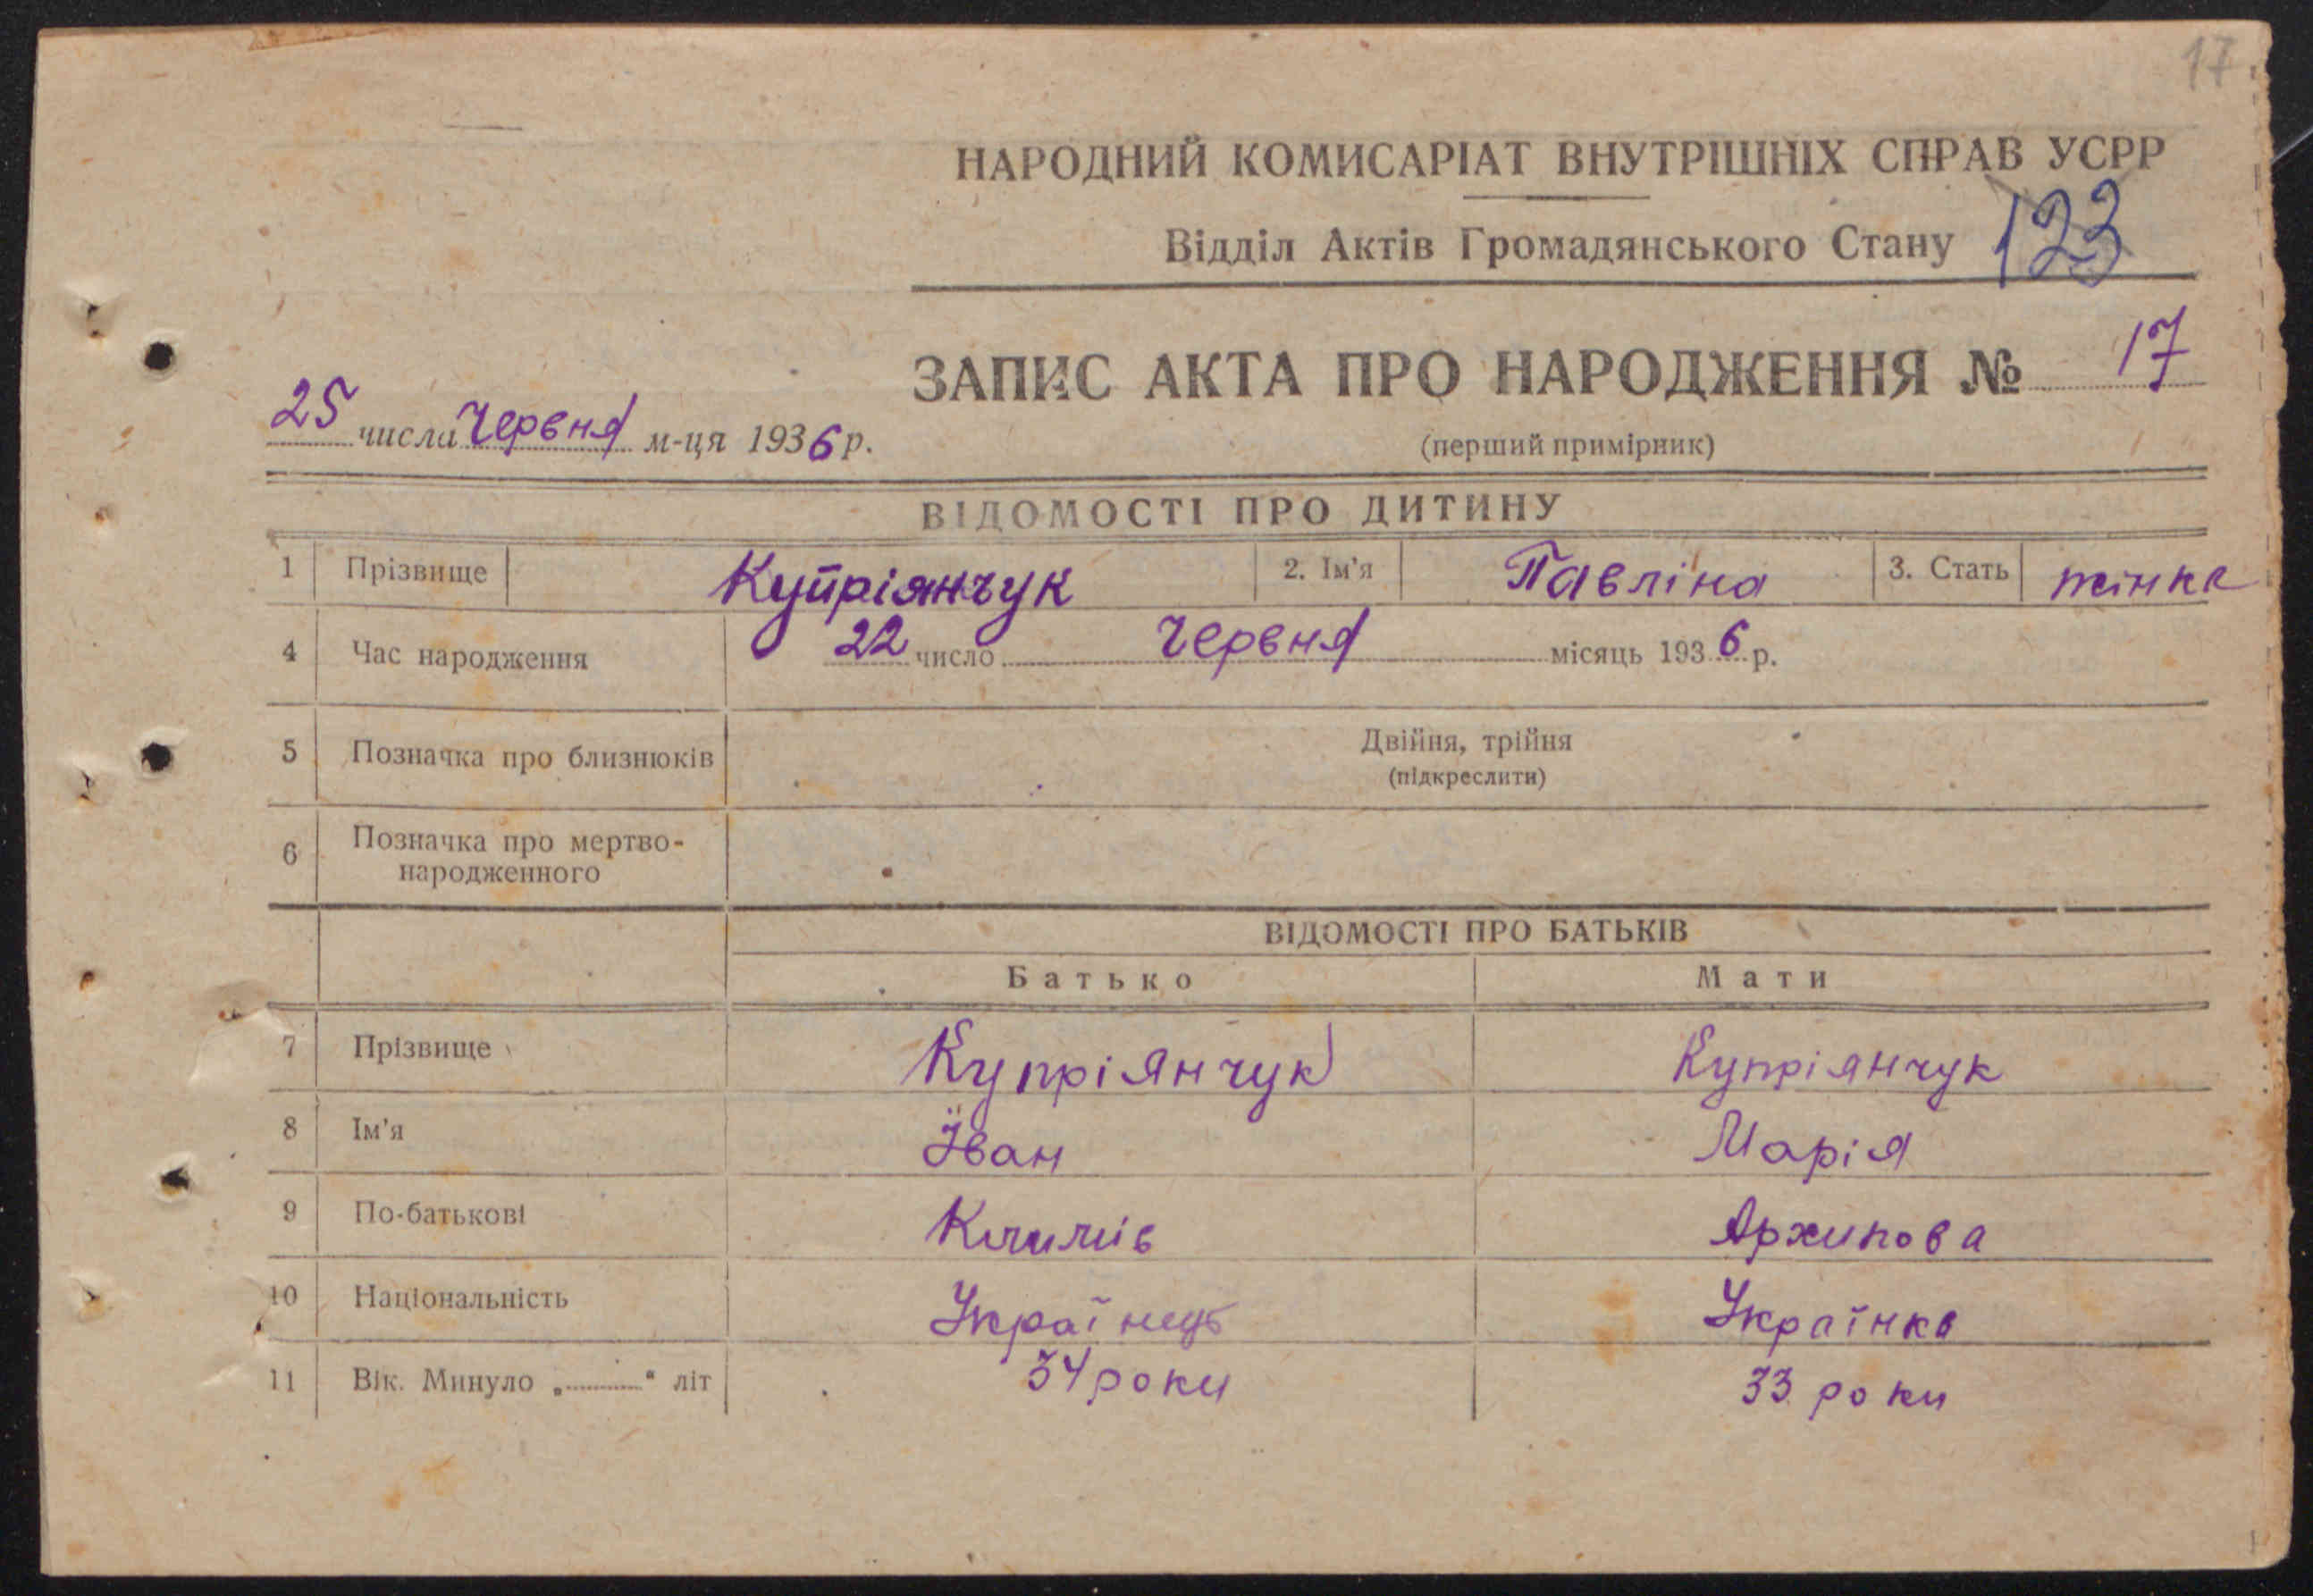 17
НАРОДНИЙ КОМИСАРІАТ ВНУТРІШНІХ СПРАВ УСРР
Відділ Актів Громадянського Стану 123
ЗАПИС АКТА ПРО НАРОДЖЕННЯ № 17
25 числа Червня м-ця 1936 р.
(перший примірник)
ВІДОМОСТІ ПРО ДИТИНУ
1 Прізвище Купріянчук 2. Ім'я Павліна 3. Стать жінка
4 Час народження 22 число Червня місяць 1936 р.
5 Позначка про близнюків Двійня, трійня
(підкреслити)
6 Позначка про мертво-
народженного
ВІДОМОСТІ ПРО БАТЬКІВ
Батько Мати
7 Прізвище Купріянчук Купріянчук
8 Ім'я Іван Марія
9 По-батькові Климів Архипова
10 Національність Українець Українка
11 Вік. Минуло „ " літ 34 роки 33 роки